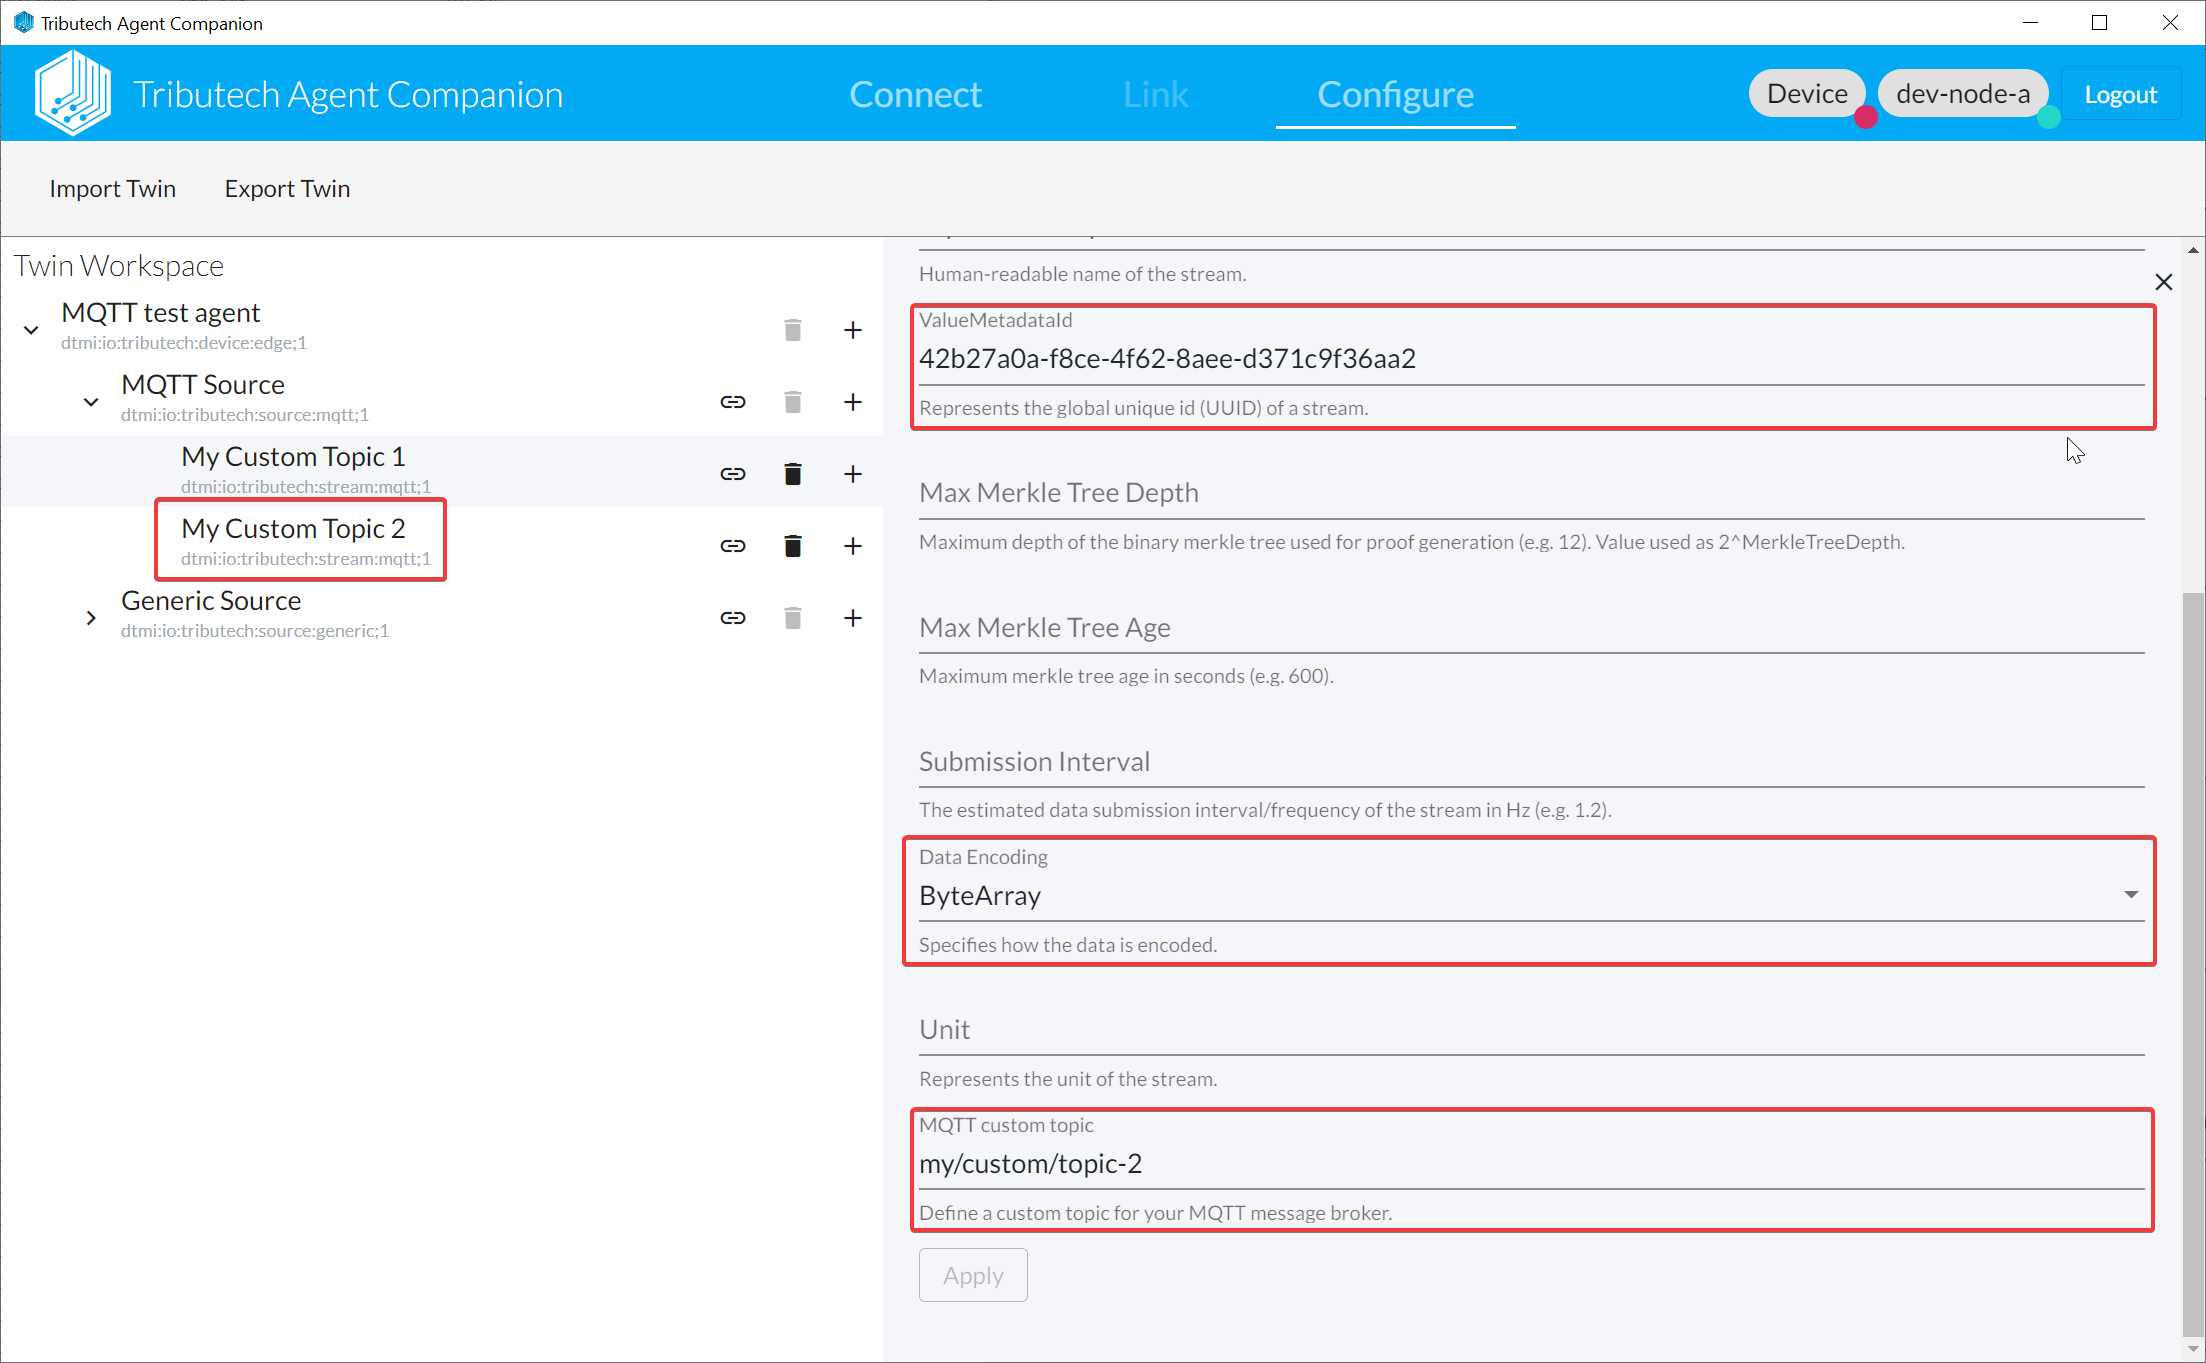 Tributech Agent Companion
Tributech Agent Companion
Connect
Link
Configure
Device
dev-node-a
Logout
Import Twin
Export Twin
Twin Workspace
MQTT test agent
dtmi:io:tributech:device:edge;1
MQTT Source
dtmi:io:tributech:source:mqtt;1
My Custom Topic 1
dtmi:io:tributech:stream:mqtt;1
My Custom Topic 2
dtmi:io:tributech:stream:mqtt;1
Generic Source
dtmi:io:tributech:source:generic;1
Human-readable name of the stream.
ValueMetadataId
42b27a0a-f8ce-4f62-8aee-d371c9f36aa2
Represents the global unique id (UUID) of a stream.
Max Merkle Tree Depth
Maximum depth of the binary merkle tree used for proof generation (e.g. 12). Value used as 2^MerkleTreeDepth.
Max Merkle Tree Age
Maximum merkle tree age in seconds (e.g. 600).
Submission Interval
The estimated data submission interval/frequency of the stream in Hz (e.g. 1.2).
Data Encoding
ByteArray
Specifies how the data is encoded.
Unit
Represents the unit of the stream.
MQTT custom topic
my/custom/topic-2
Define a custom topic for your MQTT message broker.
Apply